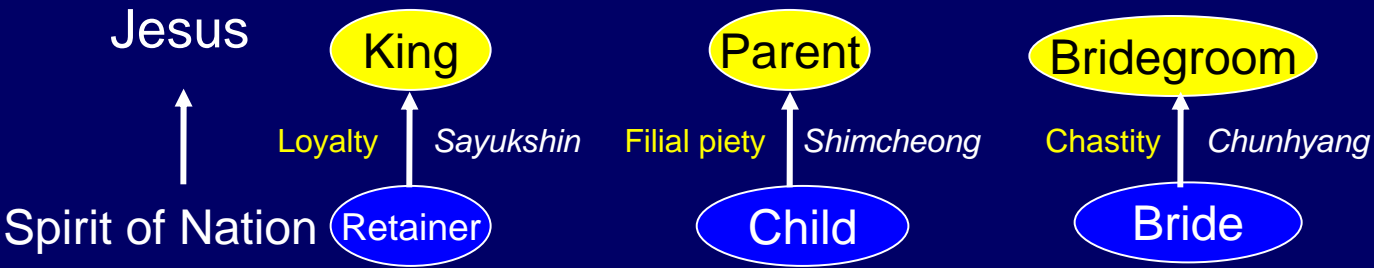 Jesus
King
Parent
Bridegroom
Loyalty
Sayukshin
Filial piety
Shimcheong
Chastity
Chunhyang
Spirit of Nation
Retainer
Child
Bride